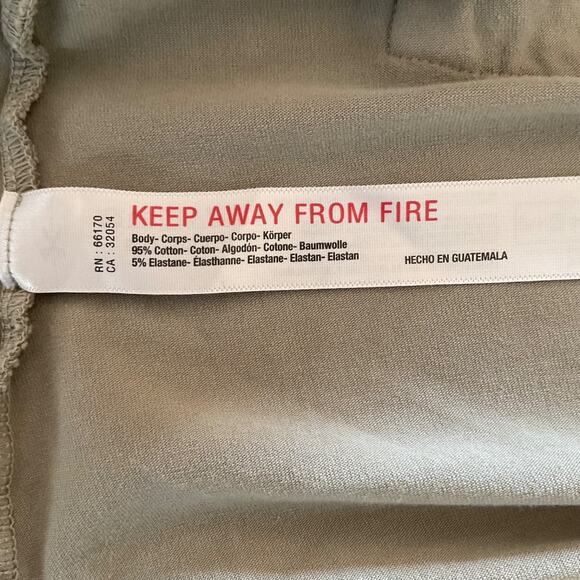 RN : 66170
CA : 32054
KEEP AWAY FROM FIRE
Body- Corps- Cuerpo- Corpo- Körper
95% Cotton- Coton- Algodón- Cotone- Baumwolle
5% Elastane- Élasthanne- Elastane- Elastan- Elastan
HECHO EN GUATEMALA